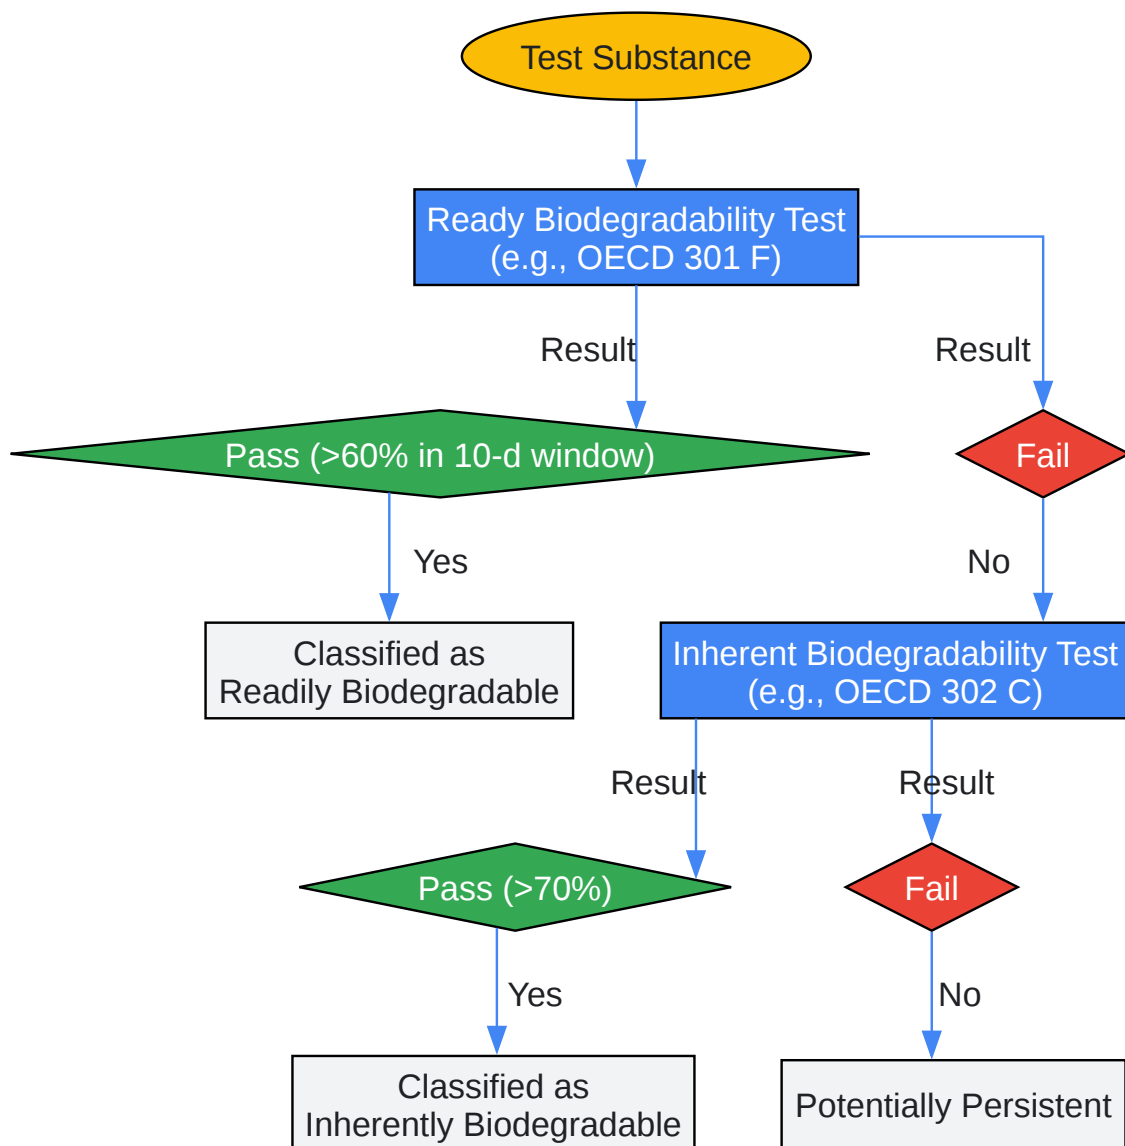 Test Substance
Ready Biodegradability Test
(e.g., OECD 301 F)
Result
Result
Pass (>60% in 10-d window)
Fail
Yes
No
Classified as
Readily Biodegradable
Inherent Biodegradability Test
(e.g., OECD 302 C)
Result
Result
Pass (>70%)
Fail
Yes
No
Classified as
Inherently Biodegradable
Potentially Persistent